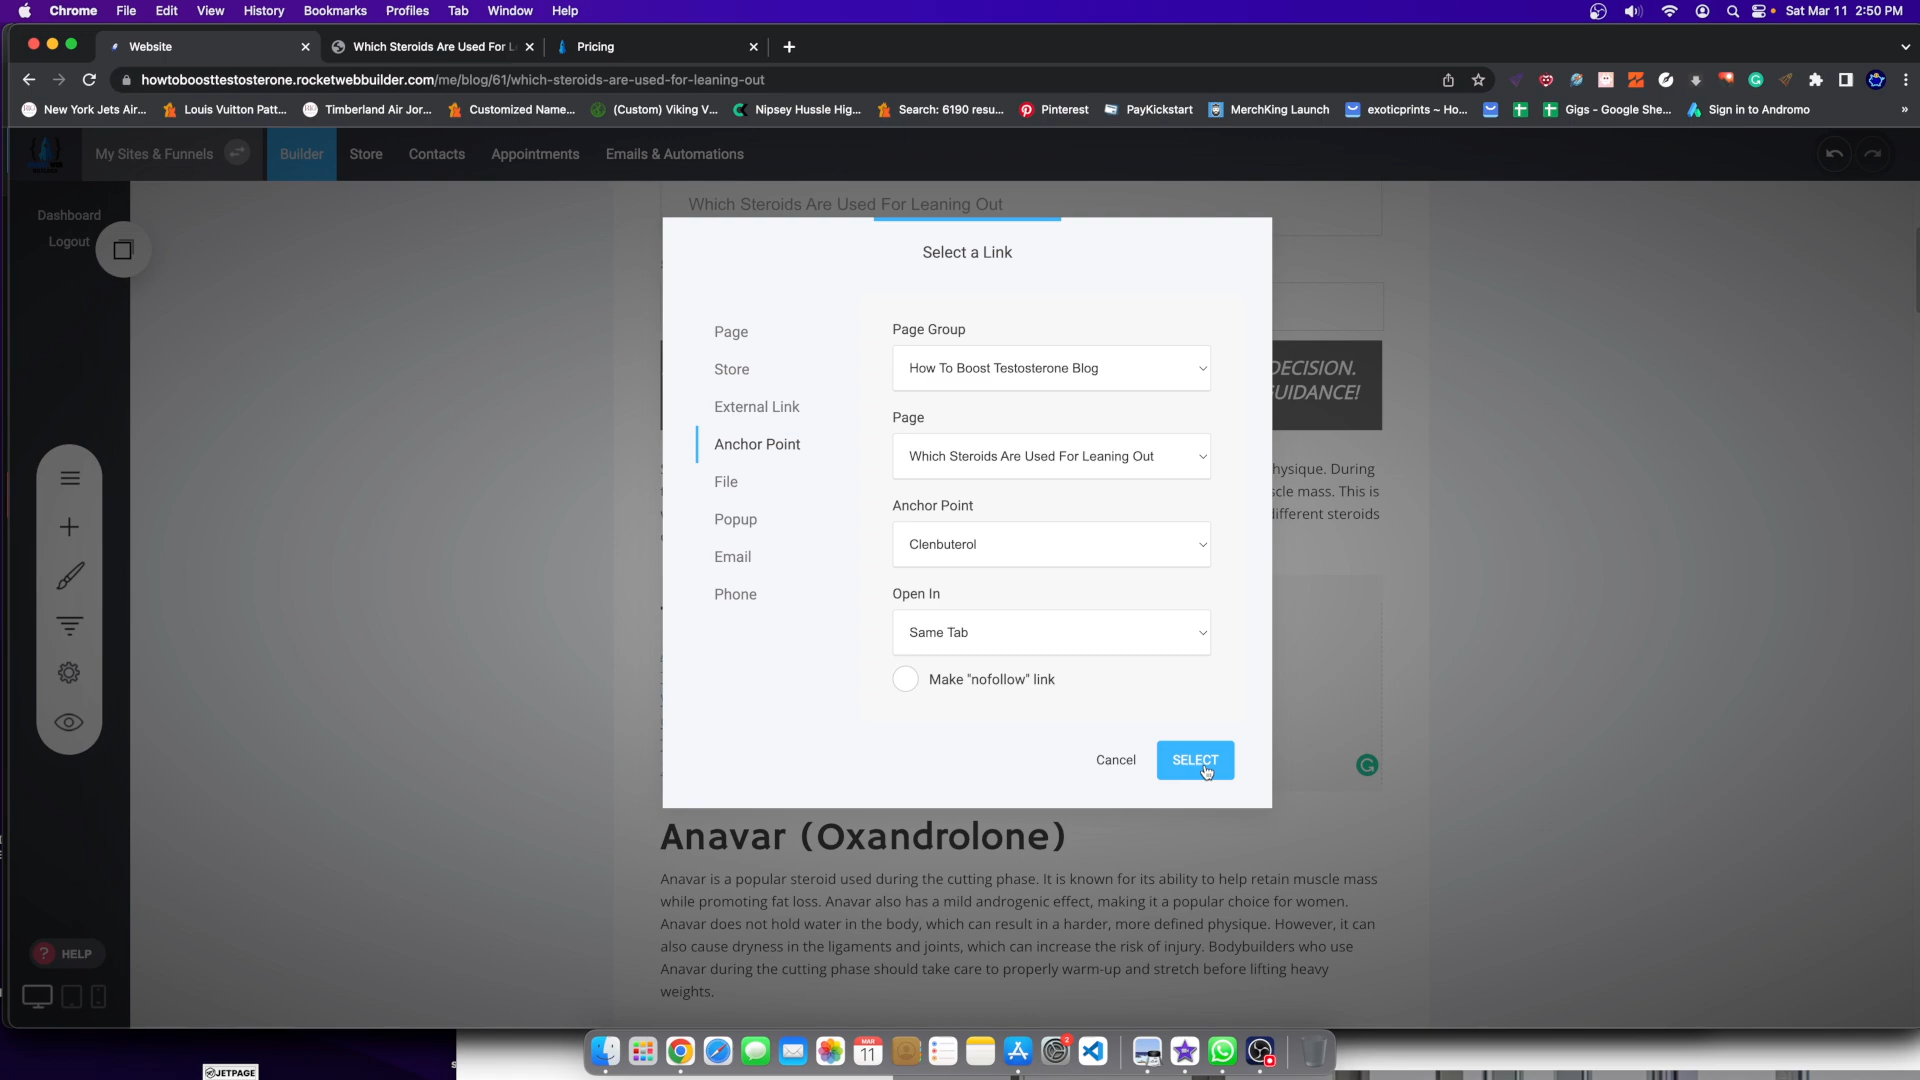 Chrome File Edit View History Bookmarks Profiles Tab Window Help
Sat Mar 11 2:50 PM
Website
Which Steroids Are Used For L
Pricing
howtoboosttestosterone.rocketwebbuilder.com/me/blog/61/which-steroids-are-used-for-leaning-out
New York Jets Air...
Louis Vuitton Patt...
Timberland Air Jor...
Customized Name...
(Custom) Viking V...
Nipsey Hussle Hig...
Search: 6190 resu...
Pinterest
PayKickstart
MerchKing Launch
exoticprints ~ Ho...
Gigs - Google She...
Sign in to Andromo
»
My Sites & Funnels
Builder
Store
Contacts
Appointments
Emails & Automations
Dashboard
Logout
Which Steroids Are Used For Leaning Out
Select a Link
Page
Store
External Link
Anchor Point
File
Popup
Email
Phone
Page Group
How To Boost Testosterone Blog
Page
Which Steroids Are Used For Leaning Out
Anchor Point
Clenbuterol
Open In
Same Tab
Make "nofollow" link
Cancel
SELECT
DECISION.
UIDANCE!
hysique. During
scle mass. This is
ifferent steroids
Anavar (Oxandrolone)
Anavar is a popular steroid used during the cutting phase. It is known for its ability to help retain muscle mass
while promoting fat loss. Anavar also has a mild androgenic effect, making it a popular choice for women.
Anavar does not hold water in the body, which can result in a harder, more defined physique. However, it can
also cause dryness in the ligaments and joints, which can increase the risk of injury. Bodybuilders who use
Anavar during the cutting phase should take care to properly warm-up and stretch before lifting heavy
weights.
? HELP
MAR
11
2
JETPAGE